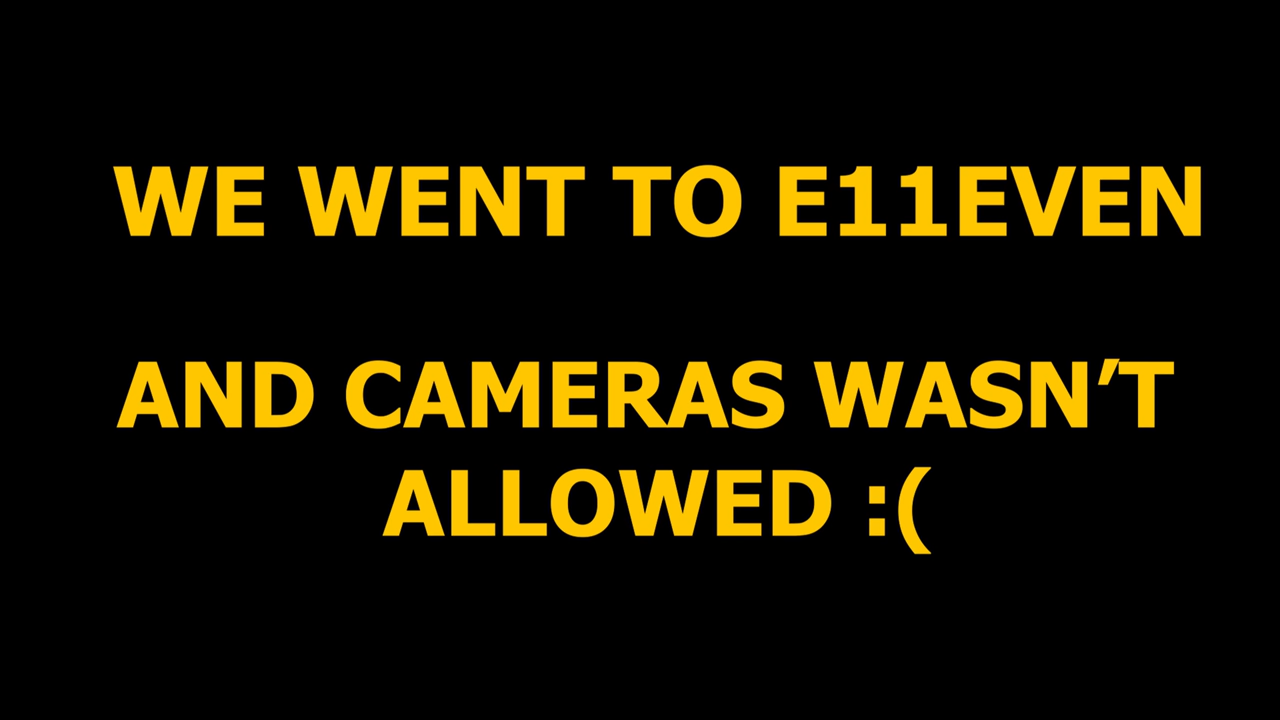 WE WENT TO E11EVEN
AND CAMERAS WASN’T
ALLOWED :(